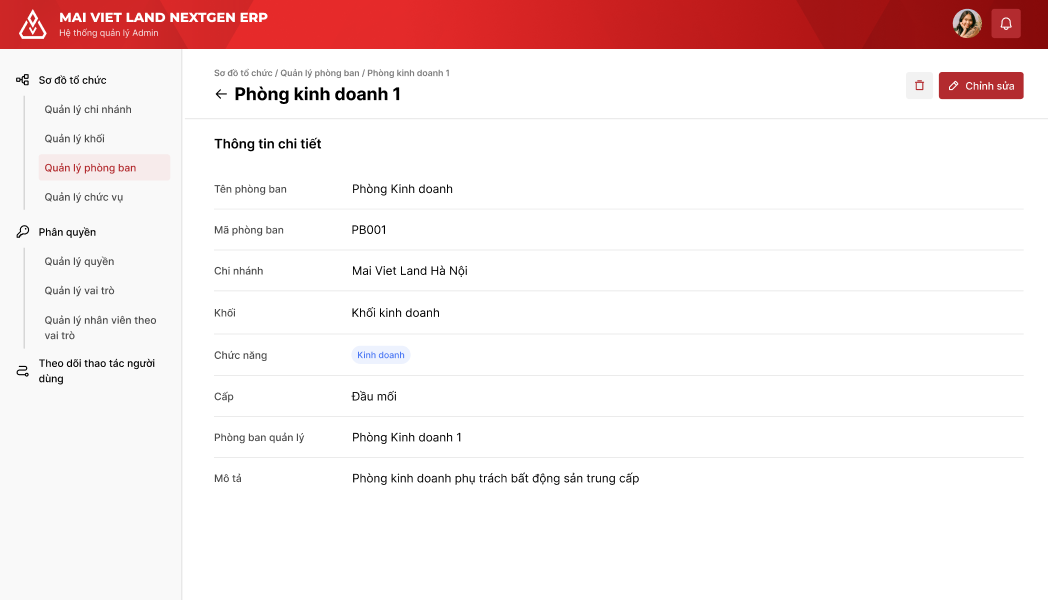 MAI VIET LAND NEXTGEN ERP
Hệ thống quản lý Admin
Sơ đồ tổ chức
Quản lý chi nhánh
Quản lý khối
Quản lý phòng ban
Quản lý chức vụ
Phân quyền
Quản lý quyền
Quản lý vai trò
Quản lý nhân viên theo
vai trò
Theo dõi thao tác người
dùng
Sơ đồ tổ chức / Quản lý phòng ban / Phòng kinh doanh 1
Phòng kinh doanh 1
Chỉnh sửa
Thông tin chi tiết
Tên phòng ban Phòng Kinh doanh
Mã phòng ban PB001
Chi nhánh Mai Viet Land Hà Nội
Khối Khối kinh doanh
Chức năng Kinh doanh
Cấp Đầu mối
Phòng ban quản lý Phòng Kinh doanh 1
Mô tả Phòng kinh doanh phụ trách bất động sản trung cấp